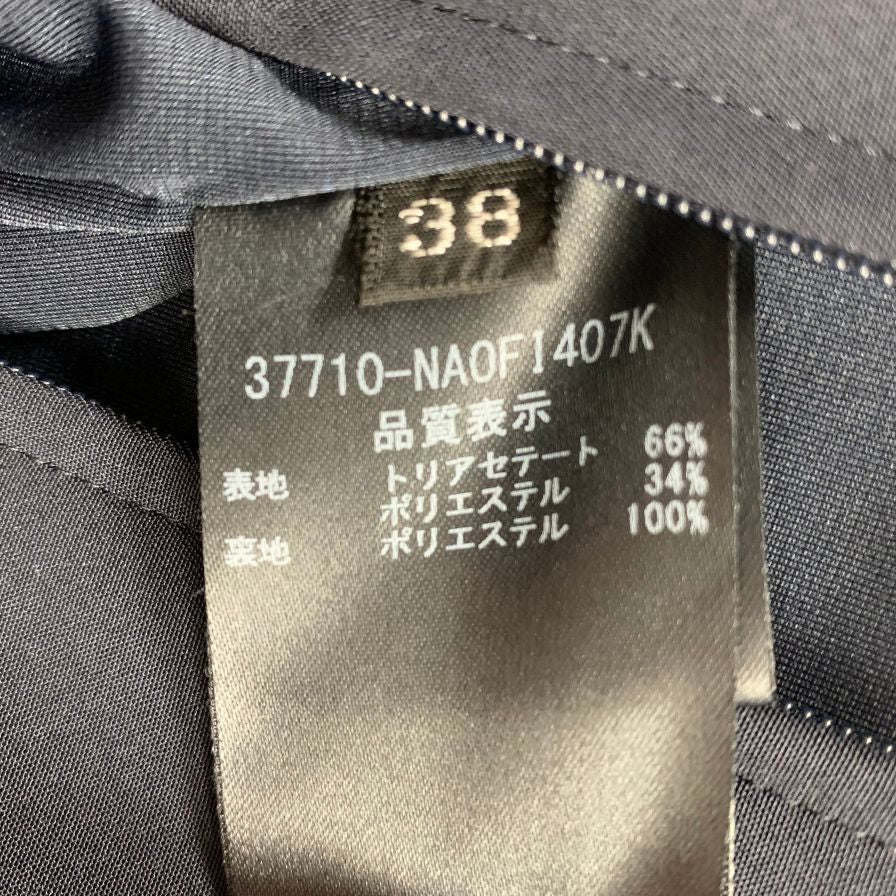 38
37710-NAOFI407K
品質表示
表地 トリアセテート 66%
ポリエステル 34%
裏地 ポリエステル 100%